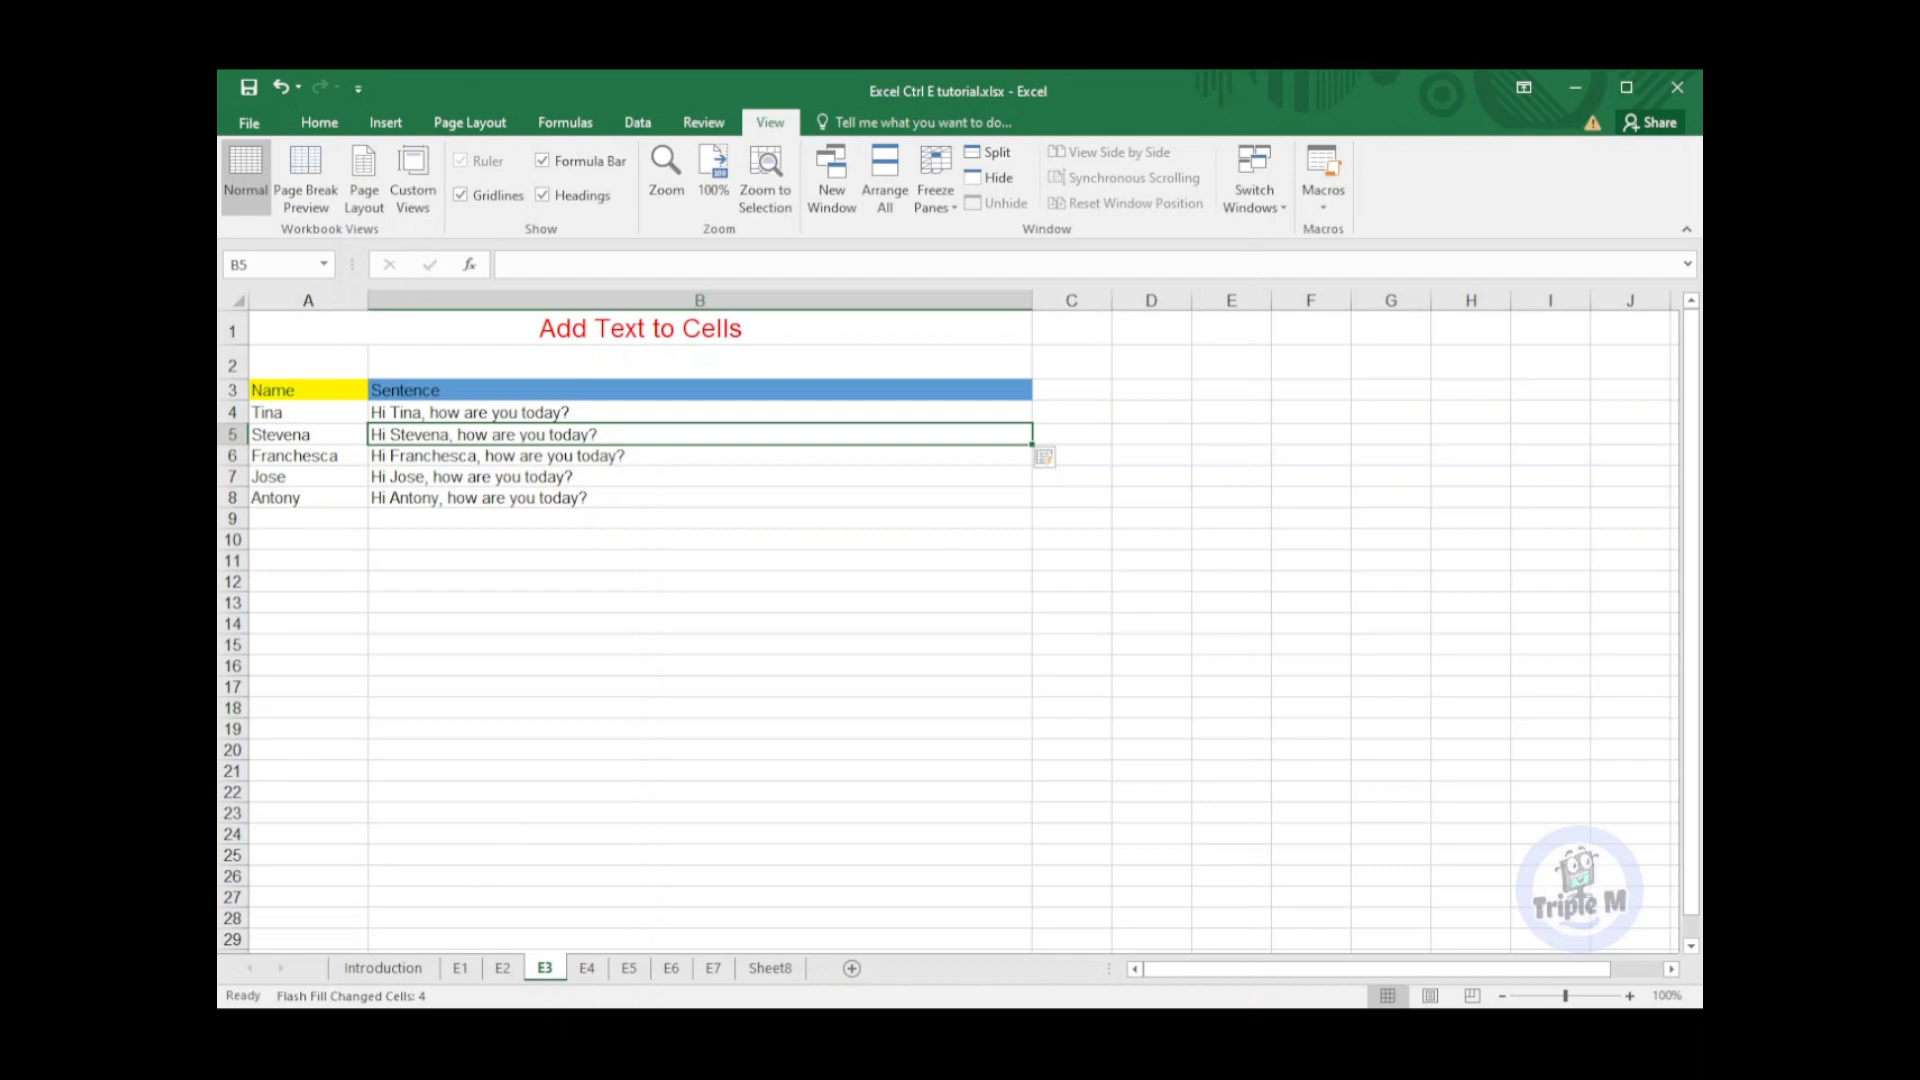 Excel Ctrl E tutorial.xlsx - Excel
File Home Insert Page Layout Formulas Data Review View Tell me what you want to do... Share
Normal Page Break Preview Page Layout Custom Views
Workbook Views
Ruler Formula Bar
Gridlines Headings
Show
Zoom 100% Zoom to Selection
Zoom
New Window Arrange All Freeze Panes
Split
Hide
Unhide
View Side by Side
Synchronous Scrolling
Reset Window Position
Switch Windows
Window
Macros
Macros
B5 fx
A B C D E F G H I J
1 Add Text to Cells
2
3 Name Sentence
4 Tina Hi Tina, how are you today?
5 Stevena Hi Stevena, how are you today?
6 Franchesca Hi Franchesca, how are you today?
7 Jose Hi Jose, how are you today?
8 Antony Hi Antony, how are you today?
9
10
11
12
13
14
15
16
17
18
19
20
21
22
23
24
25
26
27
28
29
Triple M
Introduction E1 E2 E3 E4 E5 E6 E7 Sheet8
Ready Flash Fill Changed Cells: 4 100%